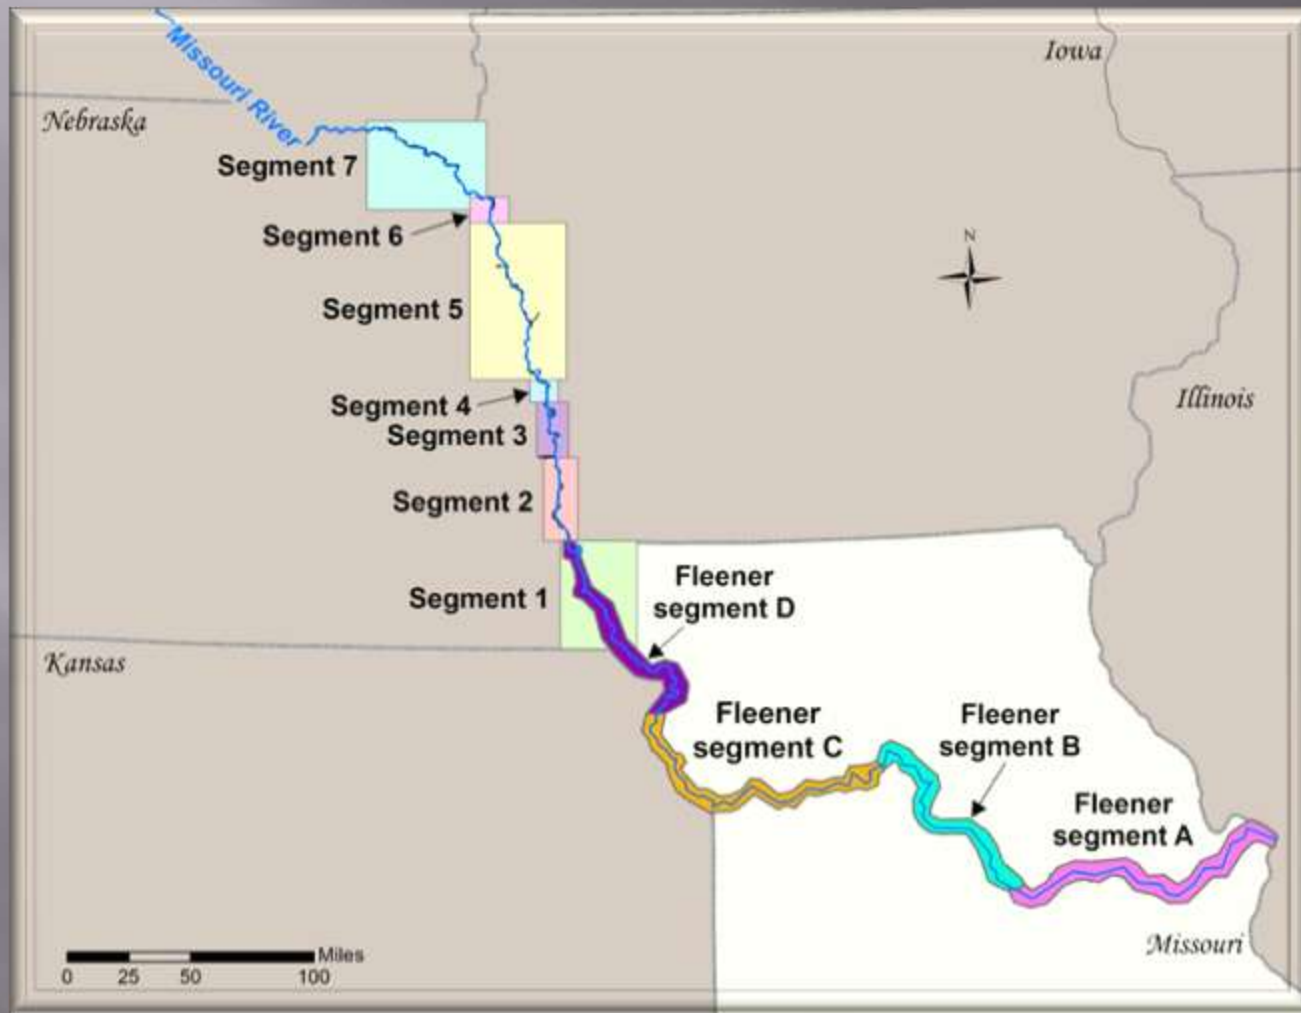 Iowa
Missouri River
Nebraska
Segment 7
Segment 6
N
Segment 5
Segment 4
Illinois
Segment 3
Segment 2
Fleener
segment D
Segment 1
Kansas
Fleener
segment C
Fleener
segment B
Fleener
segment A
Missouri
Miles
0 25 50 100